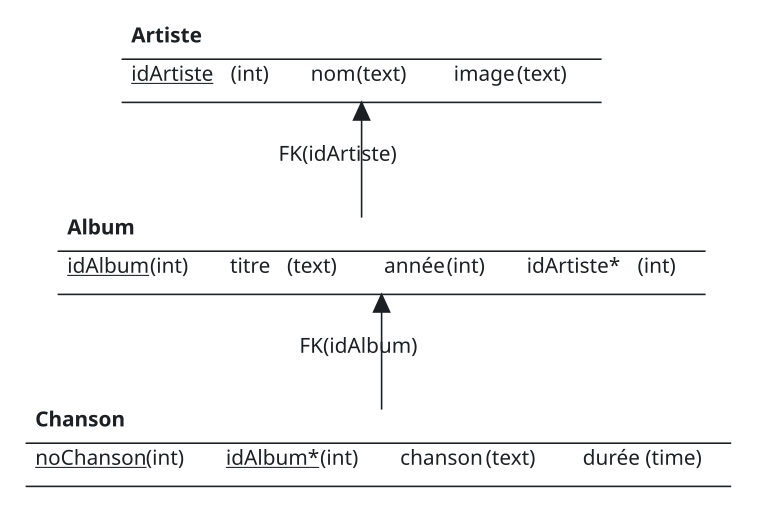 Artiste
idArtiste (int) nom(text) image(text)
FK(idArtiste)
Album
idAlbum(int) titre (text) année(int) idArtiste* (int)
FK(idAlbum)
Chanson
noChanson(int) idAlbum*(int) chanson(text) durée (time)